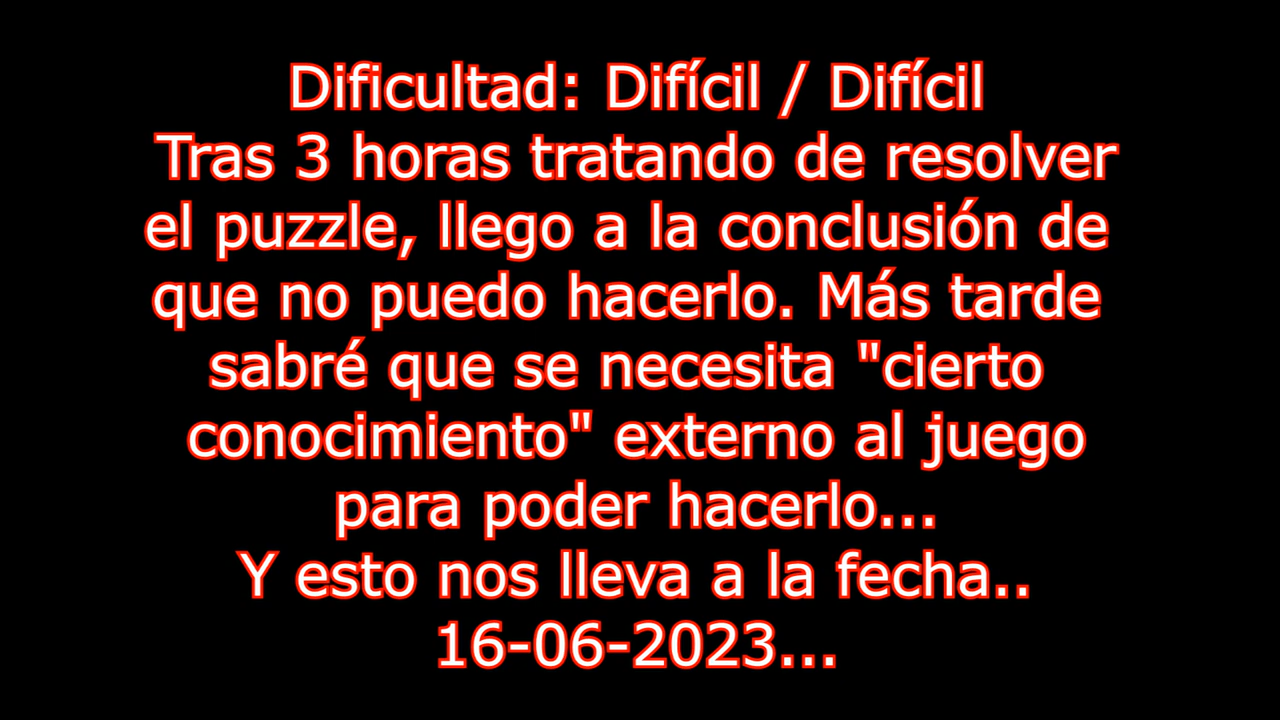 Dificultad: Difícil / Difícil
Tras 3 horas tratando de resolver
el puzzle, llego a la conclusión de
que no puedo hacerlo. Más tarde
sabré que se necesita "cierto
conocimiento" externo al juego
para poder hacerlo...
Y esto nos lleva a la fecha..
16-06-2023...